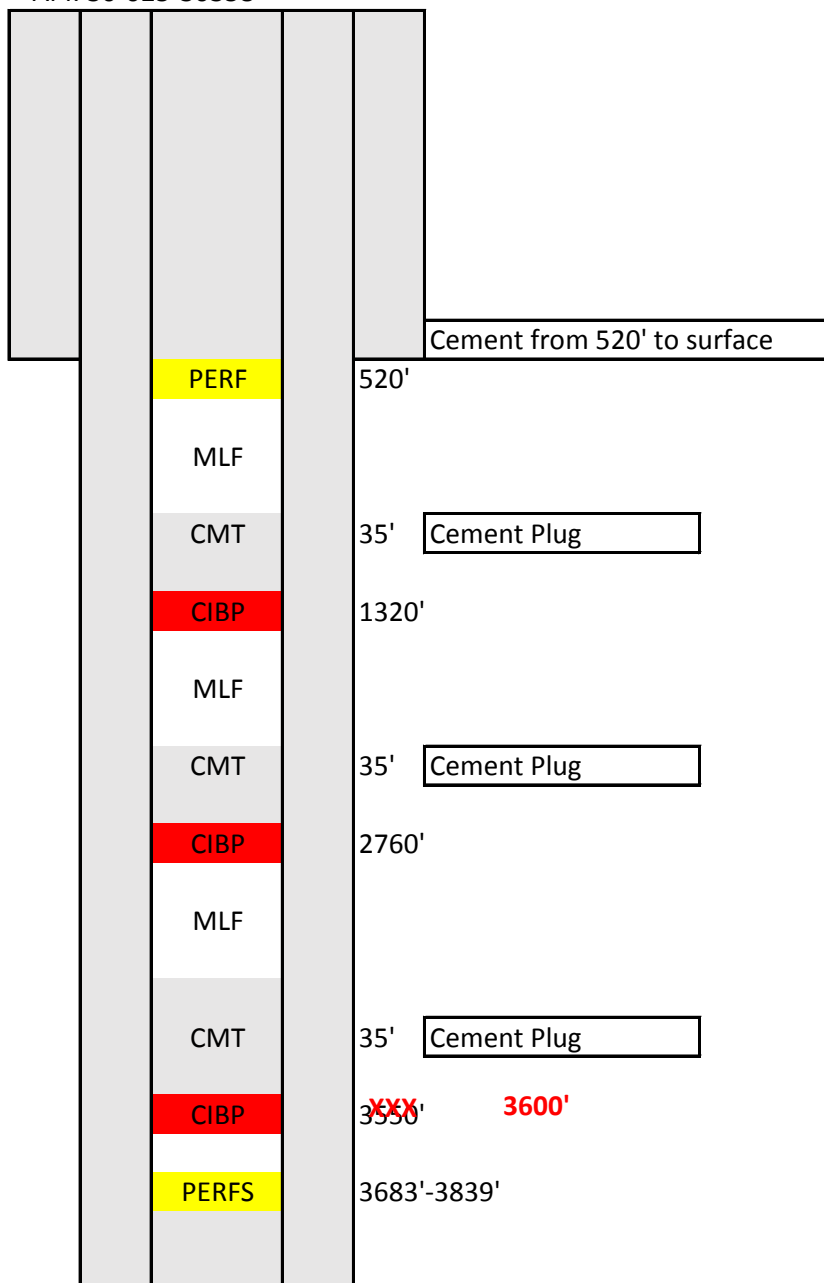 Cement from 520' to surface
PERF 520'
MLF
CMT 35' Cement Plug
CIBP 1320'
MLF
CMT 35' Cement Plug
CIBP 2760'
MLF
CMT 35' Cement Plug
CIBP 3550' XXX 3600'
PERFS 3683'-3839'